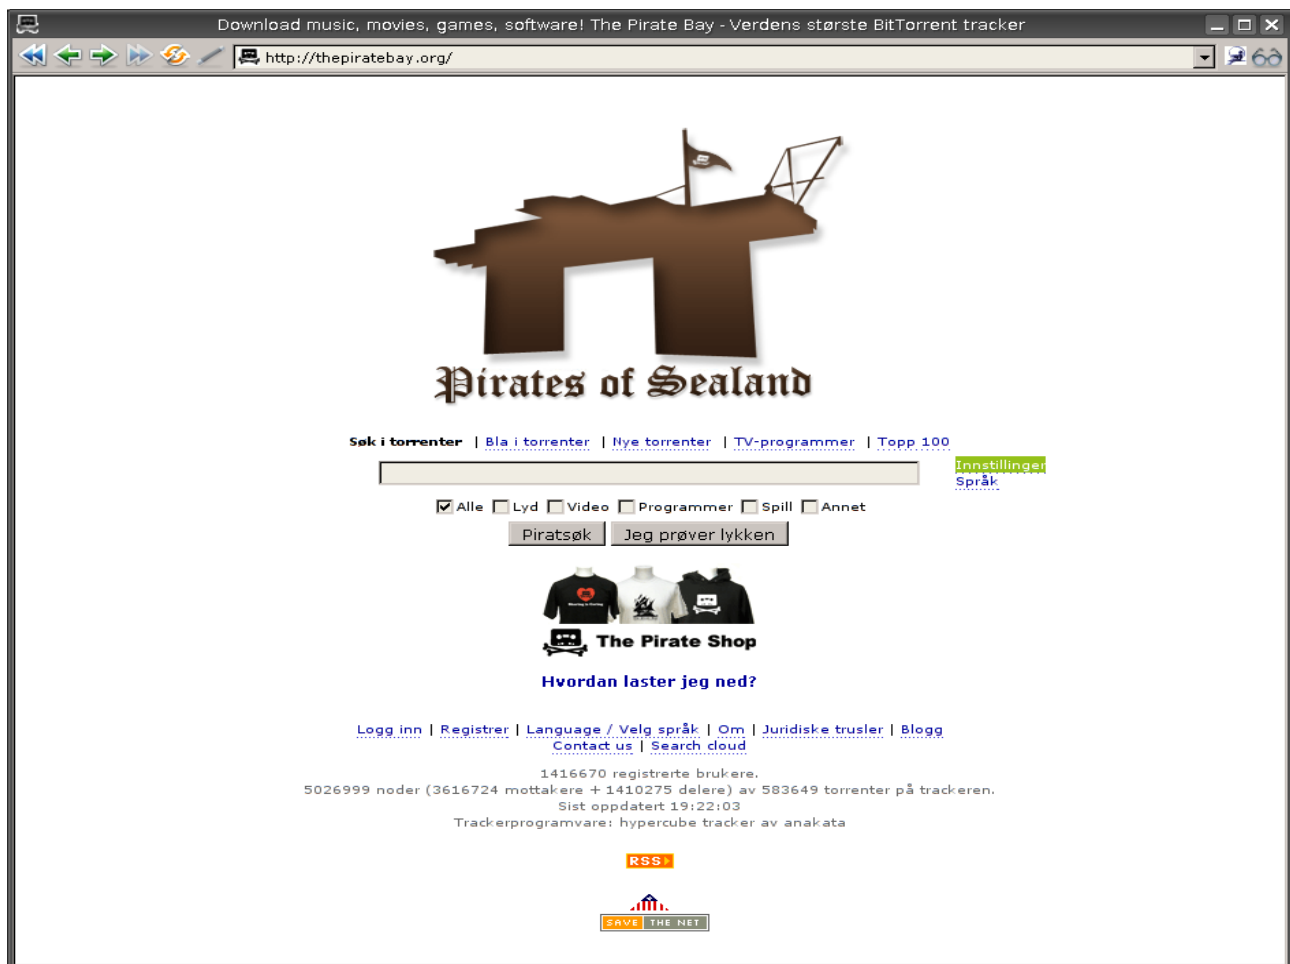 Download music, movies, games, software! The Pirate Bay - Verdens største BitTorrent tracker
http://thepiratebay.org/
Pirates of Sealand
Søk i torrenter | Bla i torrenter | Nye torrenter | TV-programmer | Topp 100
Innstillinger
Språk
Alle Lyd Video Programmer Spill Annet
Piratsøk Jeg prøver lykken
The Pirate Shop
Hvordan laster jeg ned?
Logg inn | Registrer | Language / Velg språk | Om | Juridiske trusler | Blogg
Contact us | Search cloud
1416670 registrerte brukere.
5026999 noder (3616724 mottakere + 1410275 delere) av 583649 torrenter på trackeren.
Sist oppdatert 19:22:03
Trackerprogramvare: hypercube tracker av anakata
RSS
SAVE THE NET